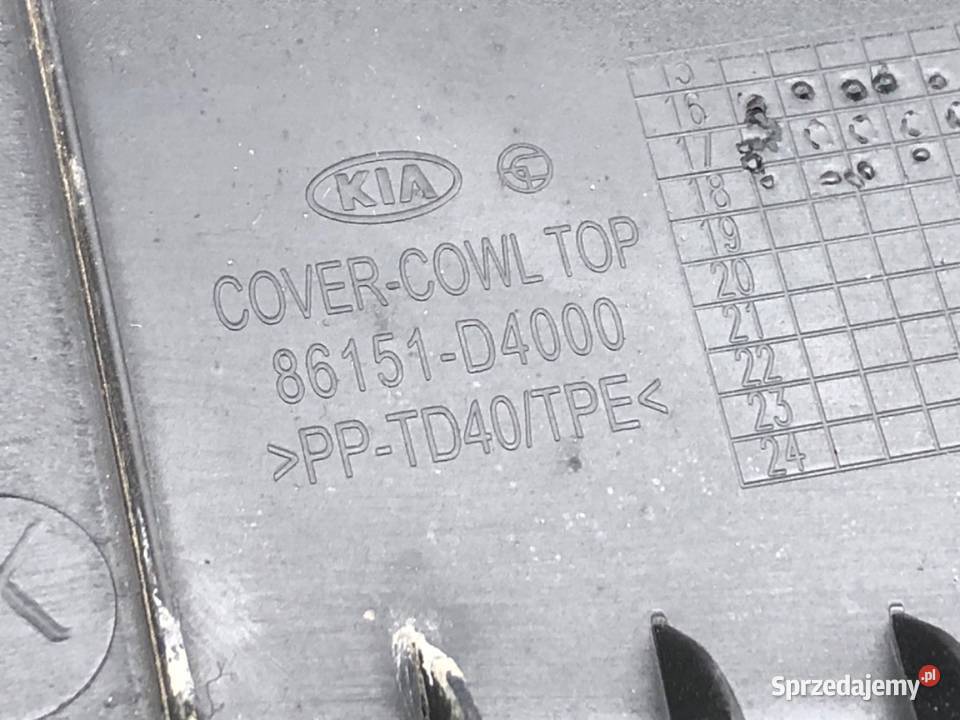 KIA
COVER-COWL TOP
86151-D4000
>PP-TD40/TPE<
15
16
17
18
19
20
21
22
23
24
Sprzedajemy.pl